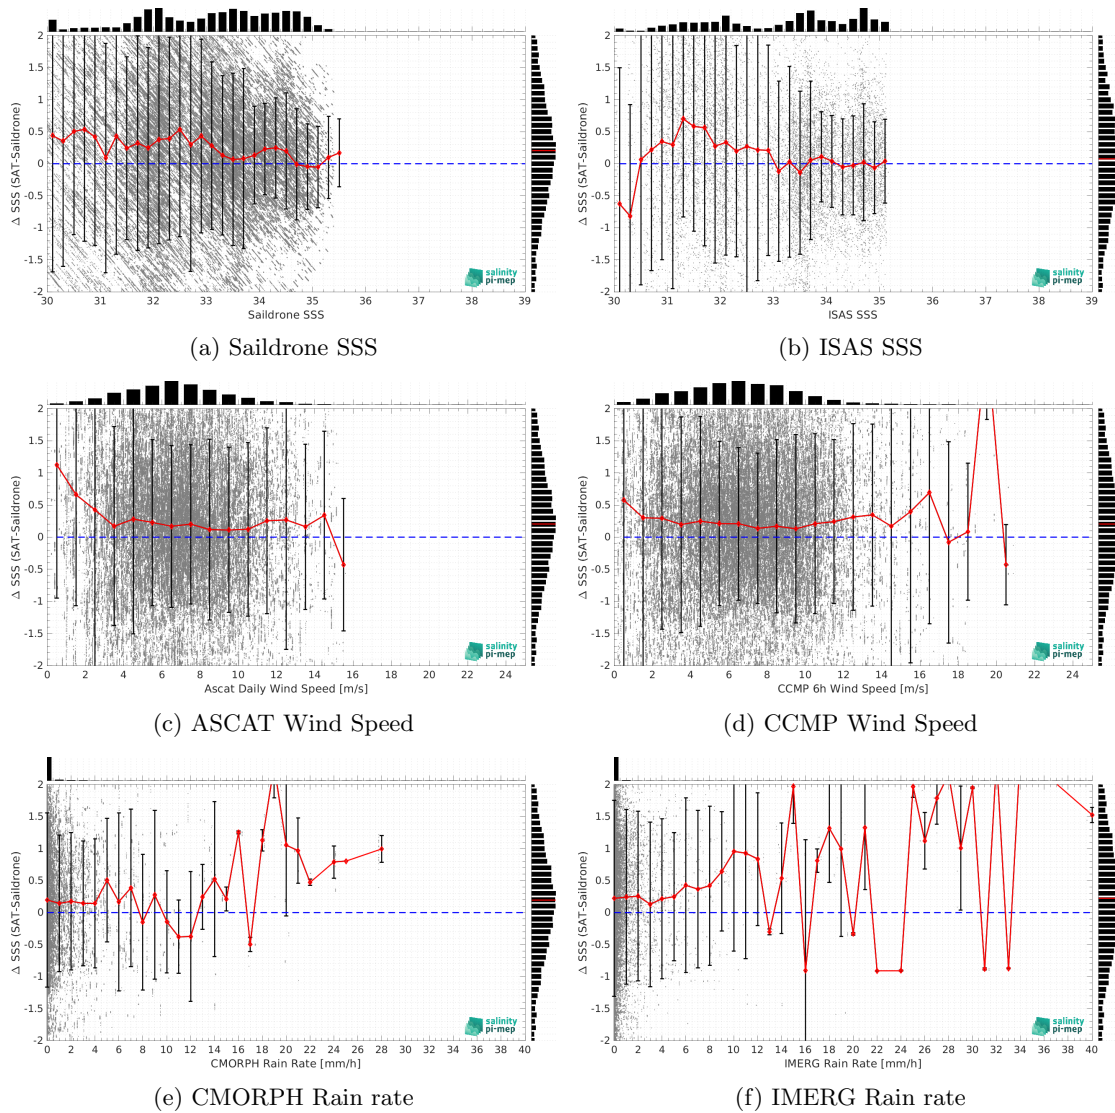 2
1.5
1
0.5
0
-0.5
-1
-1.5
-2
Δ SSS (SAT-Saildrone)
30 31 32 33 34 35 36 37 38 39
Saildrone SSS
salinity
pi-mep
(a) Saildrone SSS
2
1.5
1
0.5
0
-0.5
-1
-1.5
-2
Δ SSS (SAT-Saildrone)
30 31 32 33 34 35 36 37 38 39
ISAS SSS
salinity
pi-mep
(b) ISAS SSS
2
1.5
1
0.5
0
-0.5
-1
-1.5
-2
Δ SSS (SAT-Saildrone)
0 2 4 6 8 10 12 14 16 18 20 22 24
Ascat Daily Wind Speed [m/s]
salinity
pi-mep
(c) ASCAT Wind Speed
2
1.5
1
0.5
0
-0.5
-1
-1.5
-2
Δ SSS (SAT-Saildrone)
0 2 4 6 8 10 12 14 16 18 20 22 24
CCMP 6h Wind Speed [m/s]
salinity
pi-mep
(d) CCMP Wind Speed
2
1.5
1
0.5
0
-0.5
-1
-1.5
-2
Δ SSS (SAT-Saildrone)
0 2 4 6 8 10 12 14 16 18 20 22 24 26 28 30 32 34 36 38 40
CMORPH Rain Rate [mm/h]
salinity
pi-mep
(e) CMORPH Rain rate
2
1.5
1
0.5
0
-0.5
-1
-1.5
-2
Δ SSS (SAT-Saildrone)
0 2 4 6 8 10 12 14 16 18 20 22 24 26 28 30 32 34 36 38 40
IMERG Rain Rate [mm/h]
salinity
pi-mep
(f) IMERG Rain rate